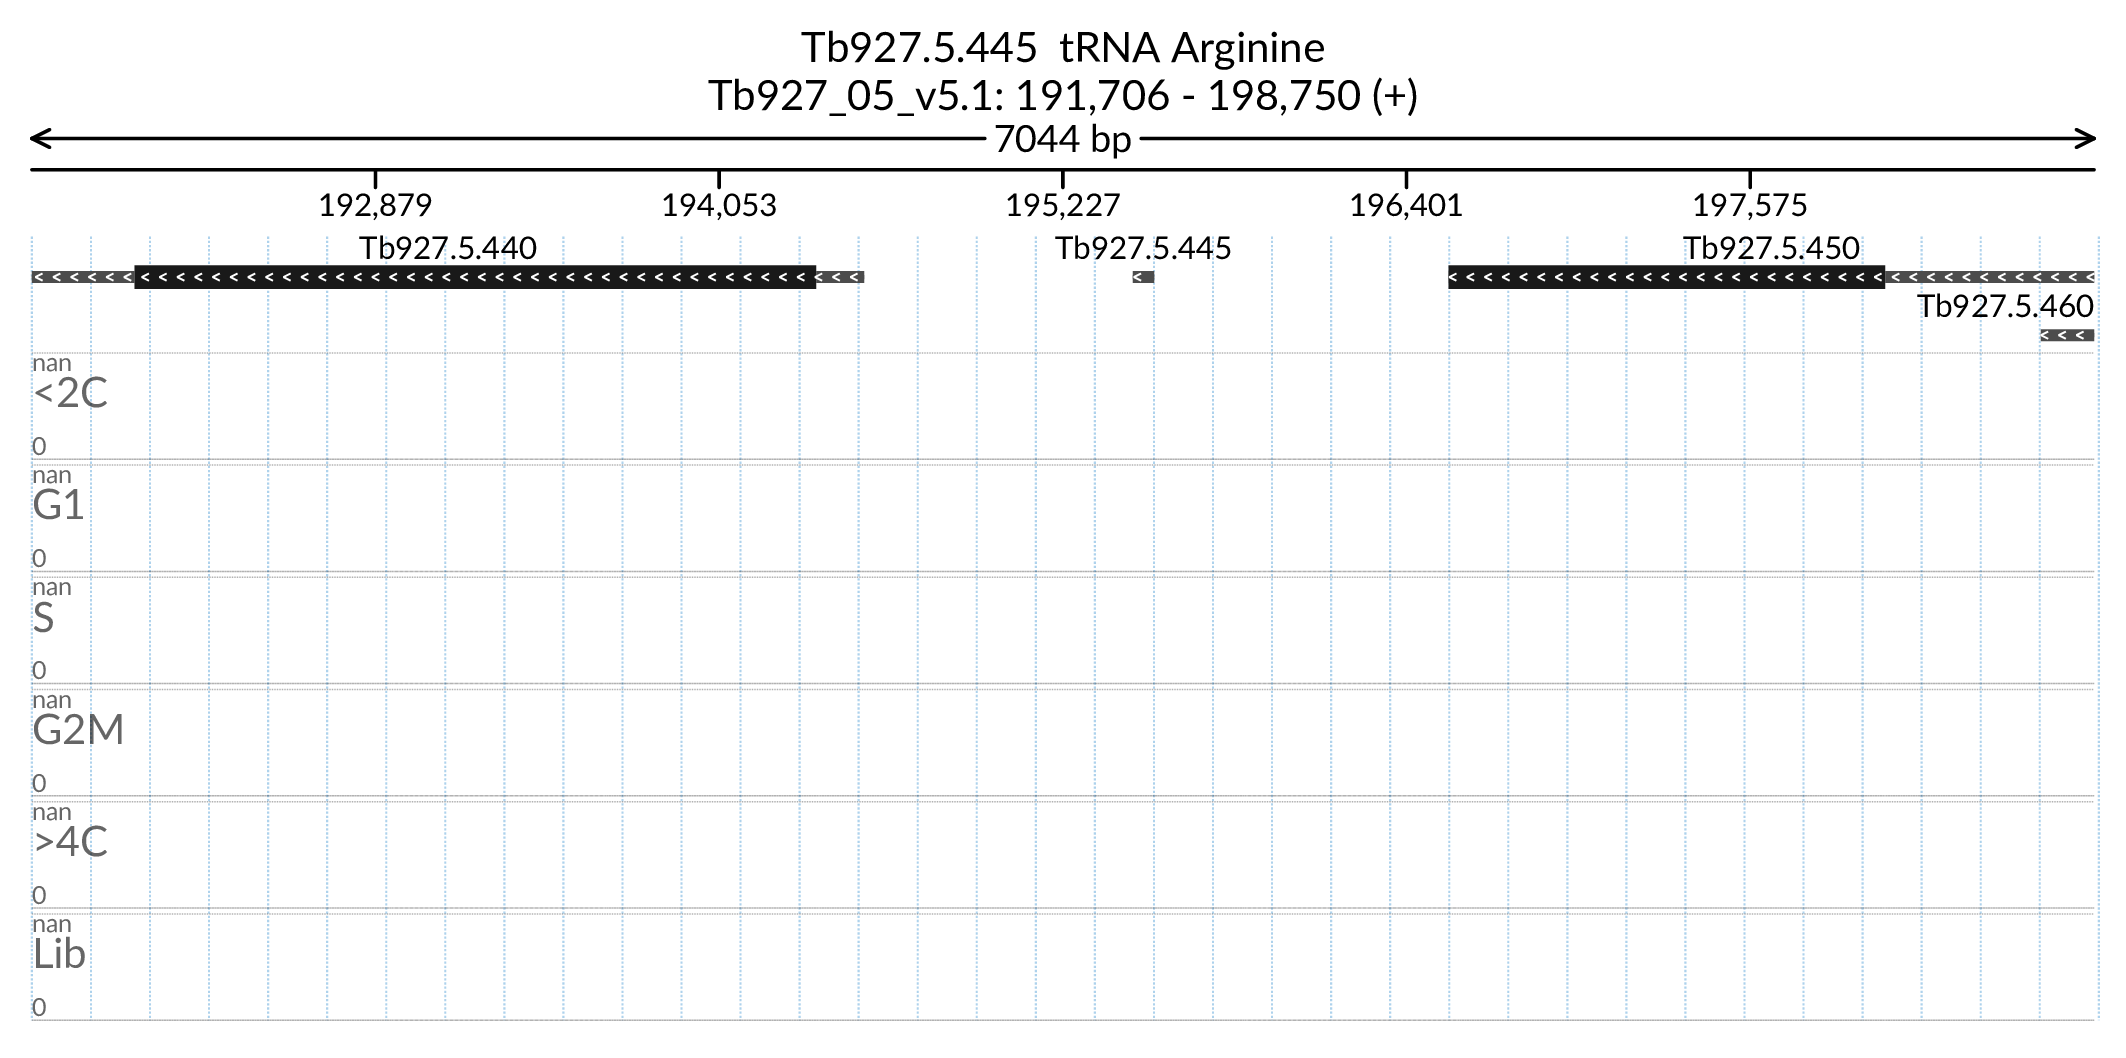 Tb927.5.445  tRNA Arginine
Tb927_05_v5.1: 191,706 - 198,750 (+)
7044 bp
192,879 194,053 195,227 196,401 197,575
Tb927.5.440 Tb927.5.445 Tb927.5.450
Tb927.5.460
nan
<2C
0
nan
G1
0
nan
S
0
nan
G2M
0
nan
>4C
0
nan
Lib
0